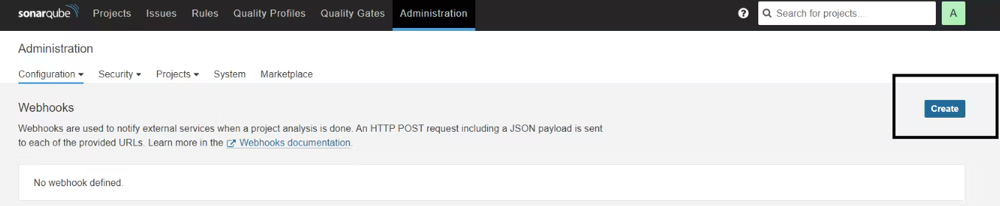 sonarqube Projects Issues Rules Quality Profiles Quality Gates Administration ? Search for projects... A
Administration
Configuration Security Projects System Marketplace
Webhooks
Create
Webhooks are used to notify external services when a project analysis is done. An HTTP POST request including a JSON payload is sent
to each of the provided URLs. Learn more in the Webhooks documentation.
No webhook defined.